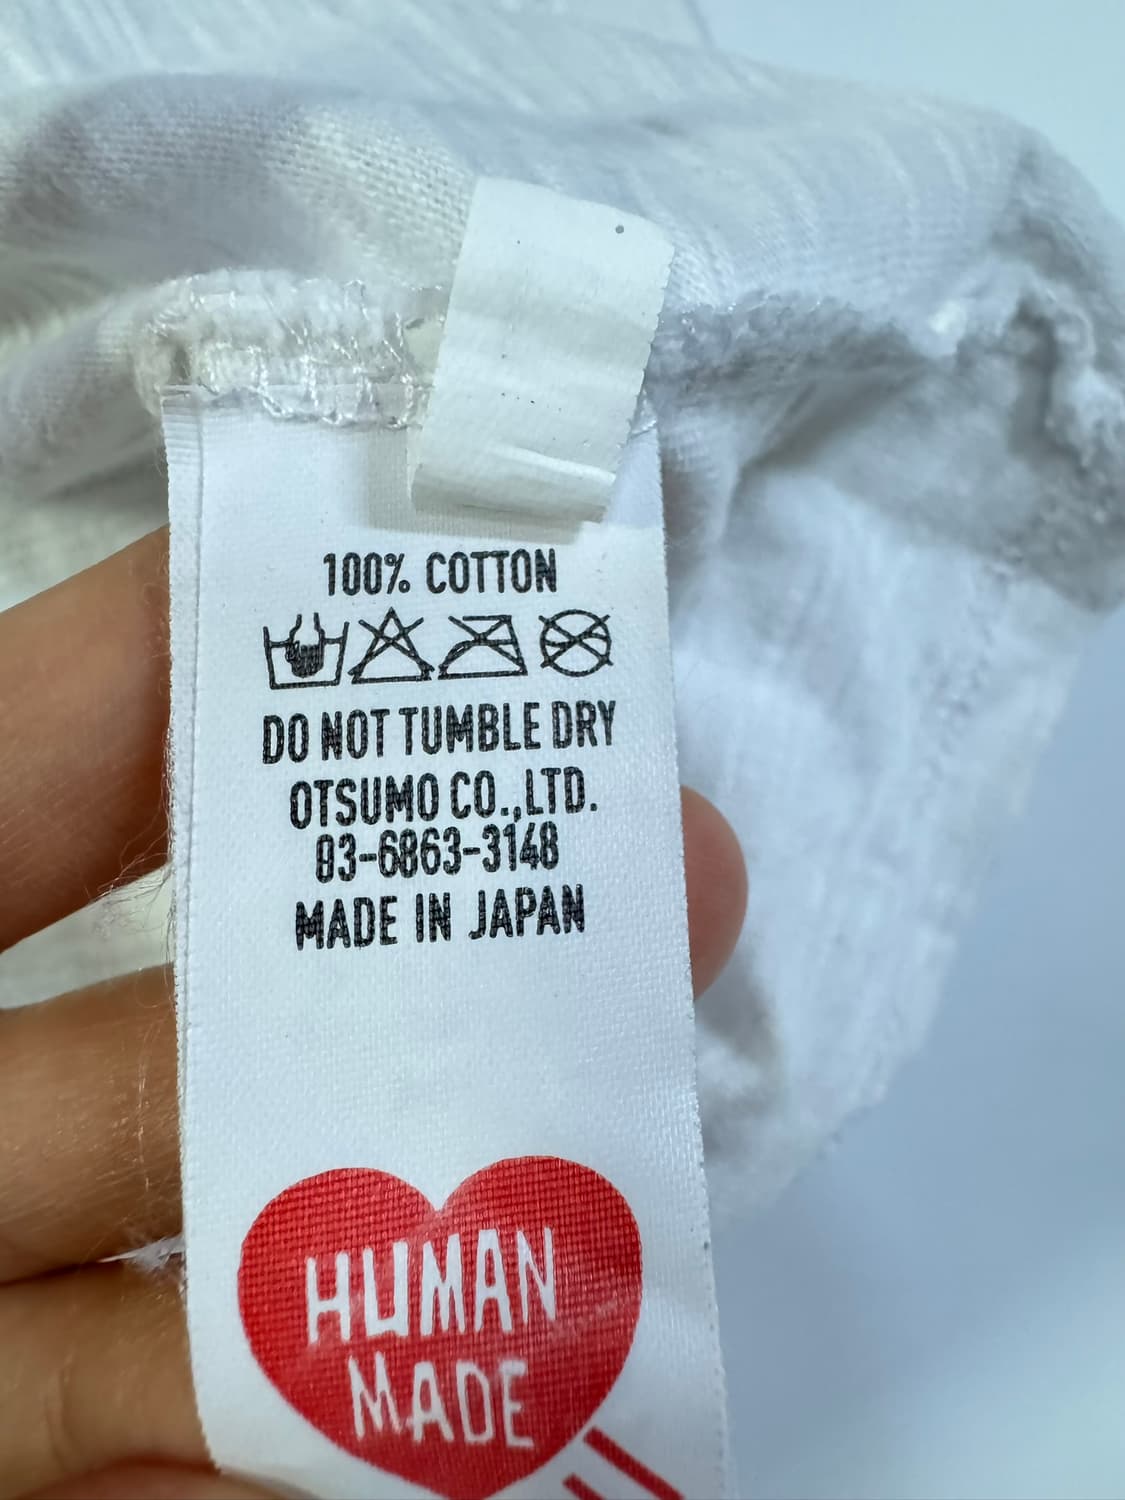 100% COTTON
DO NOT TUMBLE DRY
OTSUMO CO.,LTD.
03-6863-3148
MADE IN JAPAN
HUMAN
MADE